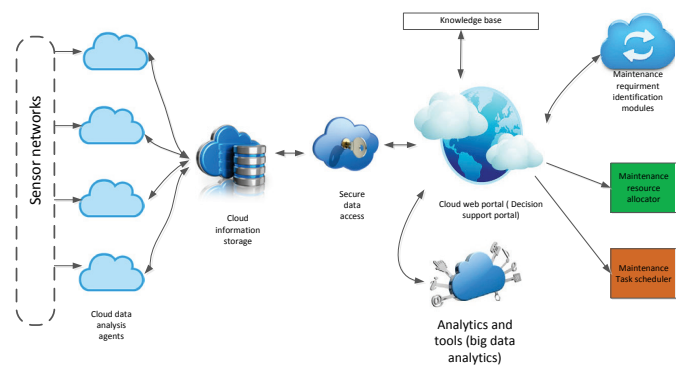 Sensor networks
Cloud data
analysis
agents
Cloud
information
storage
Secure
data
access
Knowledge base
Cloud web portal ( Decision
support portal)
Analytics and
tools (big data
analytics)
Maintenance
requirment
identification
modules
Maintenance
resource
allocator
Maintenance
Task scheduler